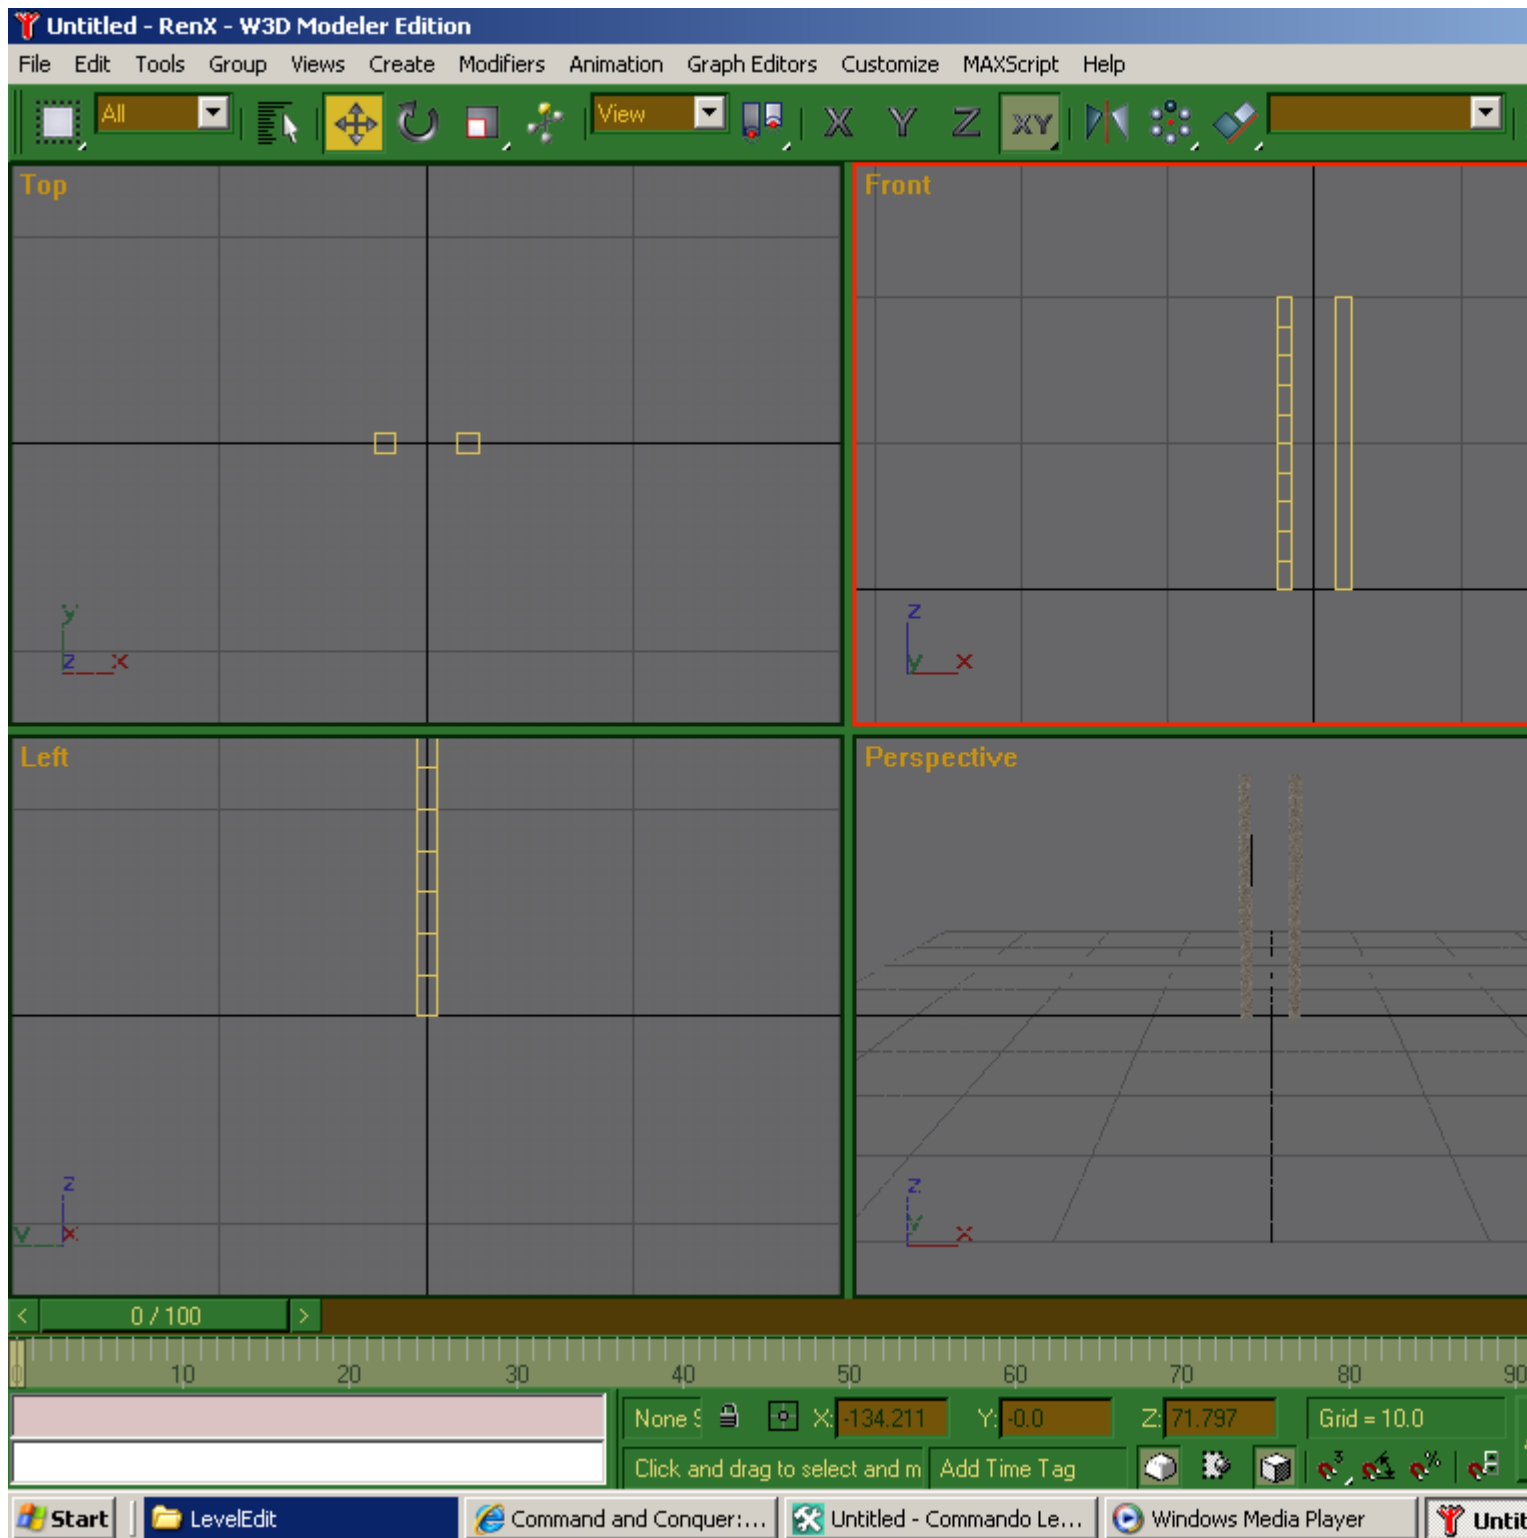 Untitled - RenX - W3D Modeler Edition
File Edit Tools Group Views Create Modifiers Animation Graph Editors Customize MAXScript Help
All View X Y Z XY
Top
Front
y
z x
z
y x
Left
Perspective
z
y x
z
y x
< 0 / 100 >
0 10 20 30 40 50 60 70 80 90
None S X: -134.211 Y: -0.0 Z: 71.797 Grid = 10.0
Click and drag to select and m Add Time Tag 3 %
Start LevelEdit Command and Conquer:... Untitled - Commando Le... Windows Media Player Untit